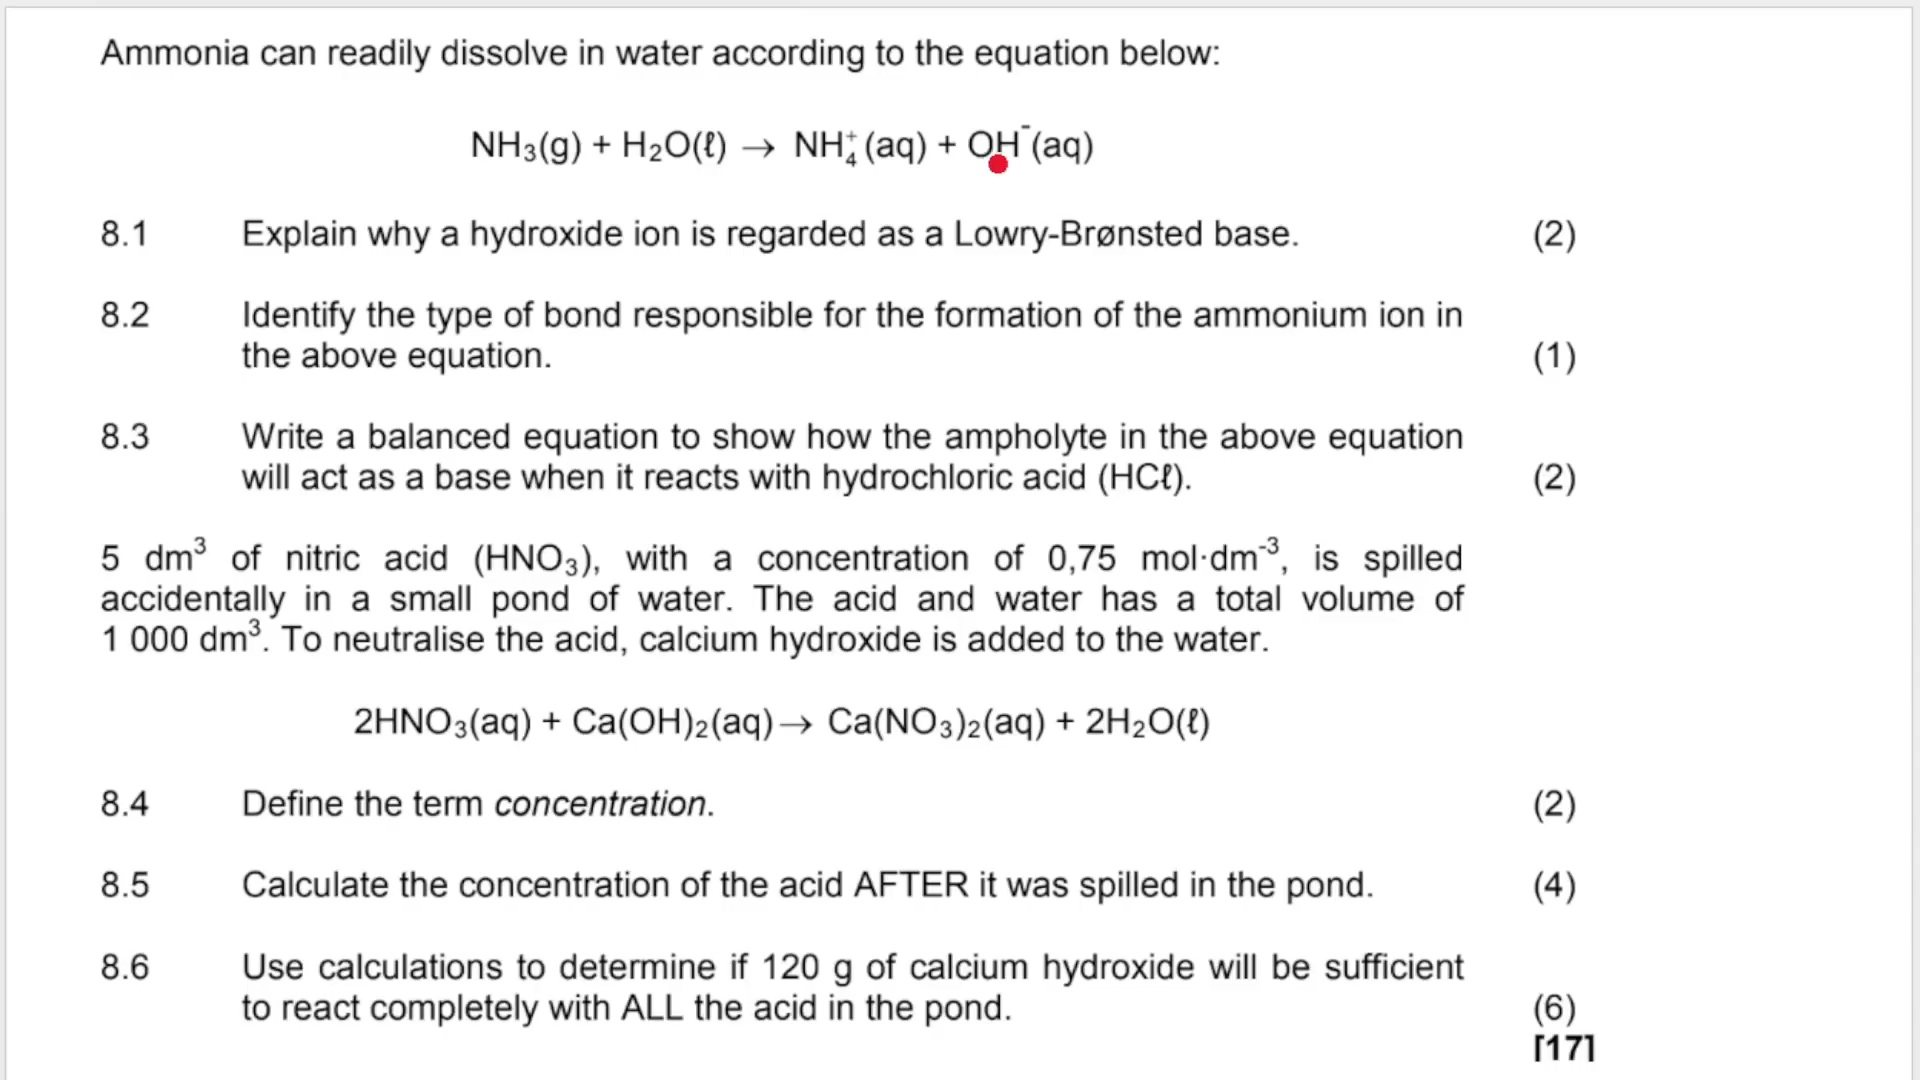 Ammonia can readily dissolve in water according to the equation below:
NH₃(g) + H₂O(ℓ) → NH₄⁺(aq) + OH⁻(aq)
8.1 Explain why a hydroxide ion is regarded as a Lowry-Brønsted base. (2)
8.2 Identify the type of bond responsible for the formation of the ammonium ion in
the above equation. (1)
8.3 Write a balanced equation to show how the ampholyte in the above equation
will act as a base when it reacts with hydrochloric acid (HCℓ). (2)
5 dm³ of nitric acid (HNO₃), with a concentration of 0,75 mol·dm⁻³, is spilled
accidentally in a small pond of water. The acid and water has a total volume of
1 000 dm³. To neutralise the acid, calcium hydroxide is added to the water.
2HNO₃(aq) + Ca(OH)₂(aq) → Ca(NO₃)₂(aq) + 2H₂O(ℓ)
8.4 Define the term concentration. (2)
8.5 Calculate the concentration of the acid AFTER it was spilled in the pond. (4)
8.6 Use calculations to determine if 120 g of calcium hydroxide will be sufficient
to react completely with ALL the acid in the pond. (6)
[17]